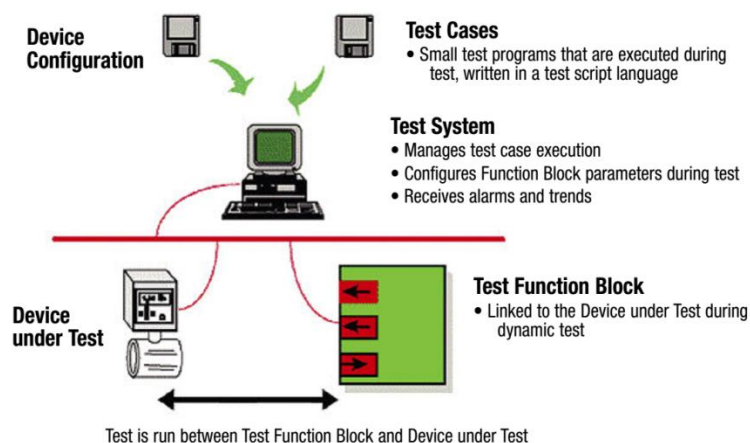 Device
Configuration
Test Cases
• Small test programs that are executed during
test, written in a test script language
Test System
• Manages test case execution
• Configures Function Block parameters during test
• Receives alarms and trends
Device
under Test
Test Function Block
• Linked to the Device under Test during
dynamic test
Test is run between Test Function Block and Device under Test